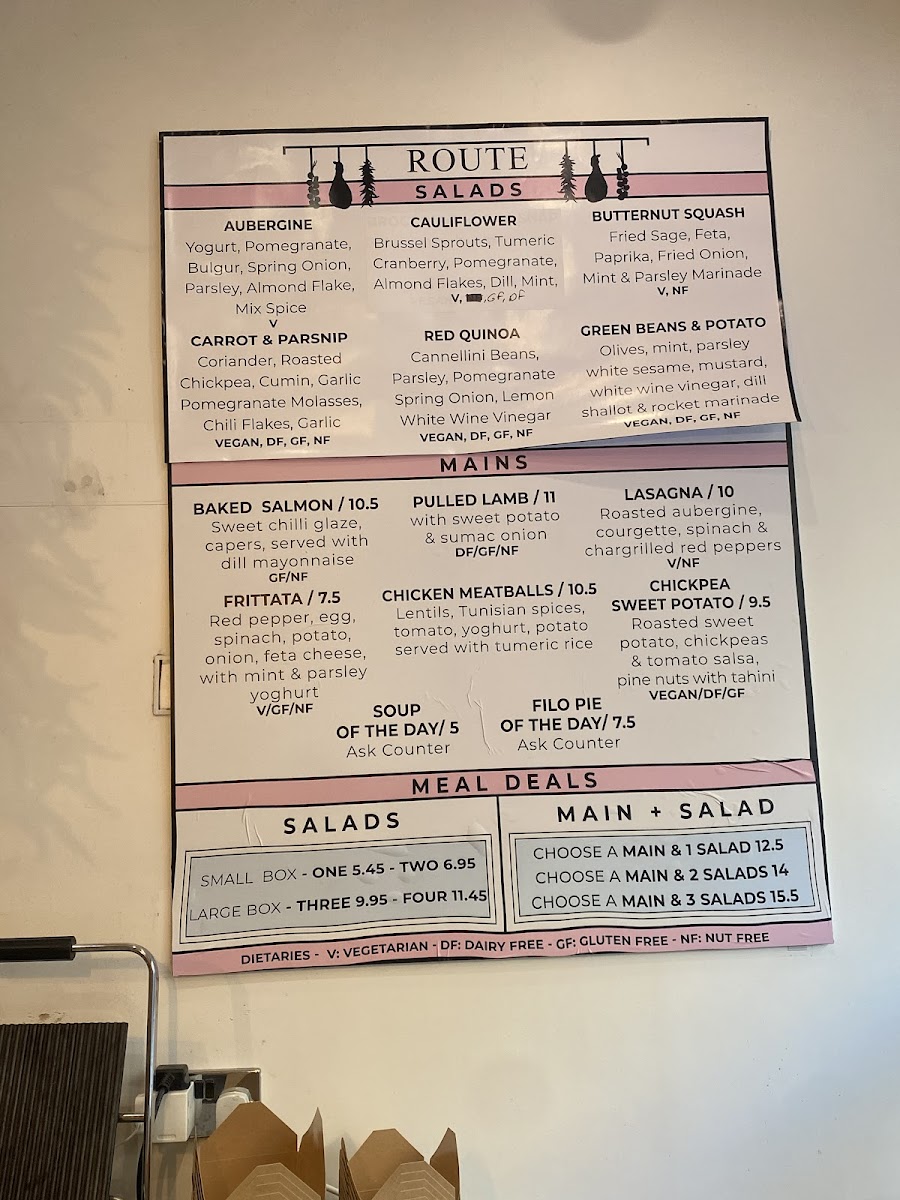 ROUTE
SALADS
AUBERGINE
Yogurt, Pomegranate,
Bulgur, Spring Onion,
Parsley, Almond Flake,
Mix Spice
V
CAULIFLOWER
Brussel Sprouts, Tumeric
Cranberry, Pomegranate,
Almond Flakes, Dill, Mint,
V, , GF, DF
BUTTERNUT SQUASH
Fried Sage, Feta,
Paprika, Fried Onion,
Mint & Parsley Marinade
V, NF
CARROT & PARSNIP
Coriander, Roasted
Chickpea, Cumin, Garlic
Pomegranate Molasses,
Chili Flakes, Garlic
VEGAN, DF, GF, NF
RED QUINOA
Cannellini Beans,
Parsley, Pomegranate
Spring Onion, Lemon
White Wine Vinegar
VEGAN, DF, GF, NF
GREEN BEANS & POTATO
Olives, mint, parsley
white sesame, mustard,
white wine vinegar, dill
shallot & rocket marinade
VEGAN, DF, GF, NF
MAINS
BAKED SALMON / 10.5
Sweet chilli glaze,
capers, served with
dill mayonnaise
GF/NF
PULLED LAMB / 11
with sweet potato
& sumac onion
DF/GF/NF
LASAGNA / 10
Roasted aubergine,
courgette, spinach &
chargrilled red peppers
V/NF
FRITTATA / 7.5
Red pepper, egg,
spinach, potato,
onion, feta cheese,
with mint & parsley
yoghurt
V/GF/NF
CHICKEN MEATBALLS / 10.5
Lentils, Tunisian spices,
tomato, yoghurt, potato
served with tumeric rice
CHICKPEA
SWEET POTATO / 9.5
Roasted sweet
potato, chickpeas
& tomato salsa,
pine nuts with tahini
VEGAN/DF/GF
SOUP
OF THE DAY/ 5
Ask Counter
FILO PIE
OF THE DAY/ 7.5
Ask Counter
MEAL DEALS
SALADS
SMALL BOX - ONE 5.45 - TWO 6.95
LARGE BOX - THREE 9.95 - FOUR 11.45
MAIN + SALAD
CHOOSE A MAIN & 1 SALAD 12.5
CHOOSE A MAIN & 2 SALADS 14
CHOOSE A MAIN & 3 SALADS 15.5
DIETARIES - V: VEGETARIAN - DF: DAIRY FREE - GF: GLUTEN FREE - NF: NUT FREE